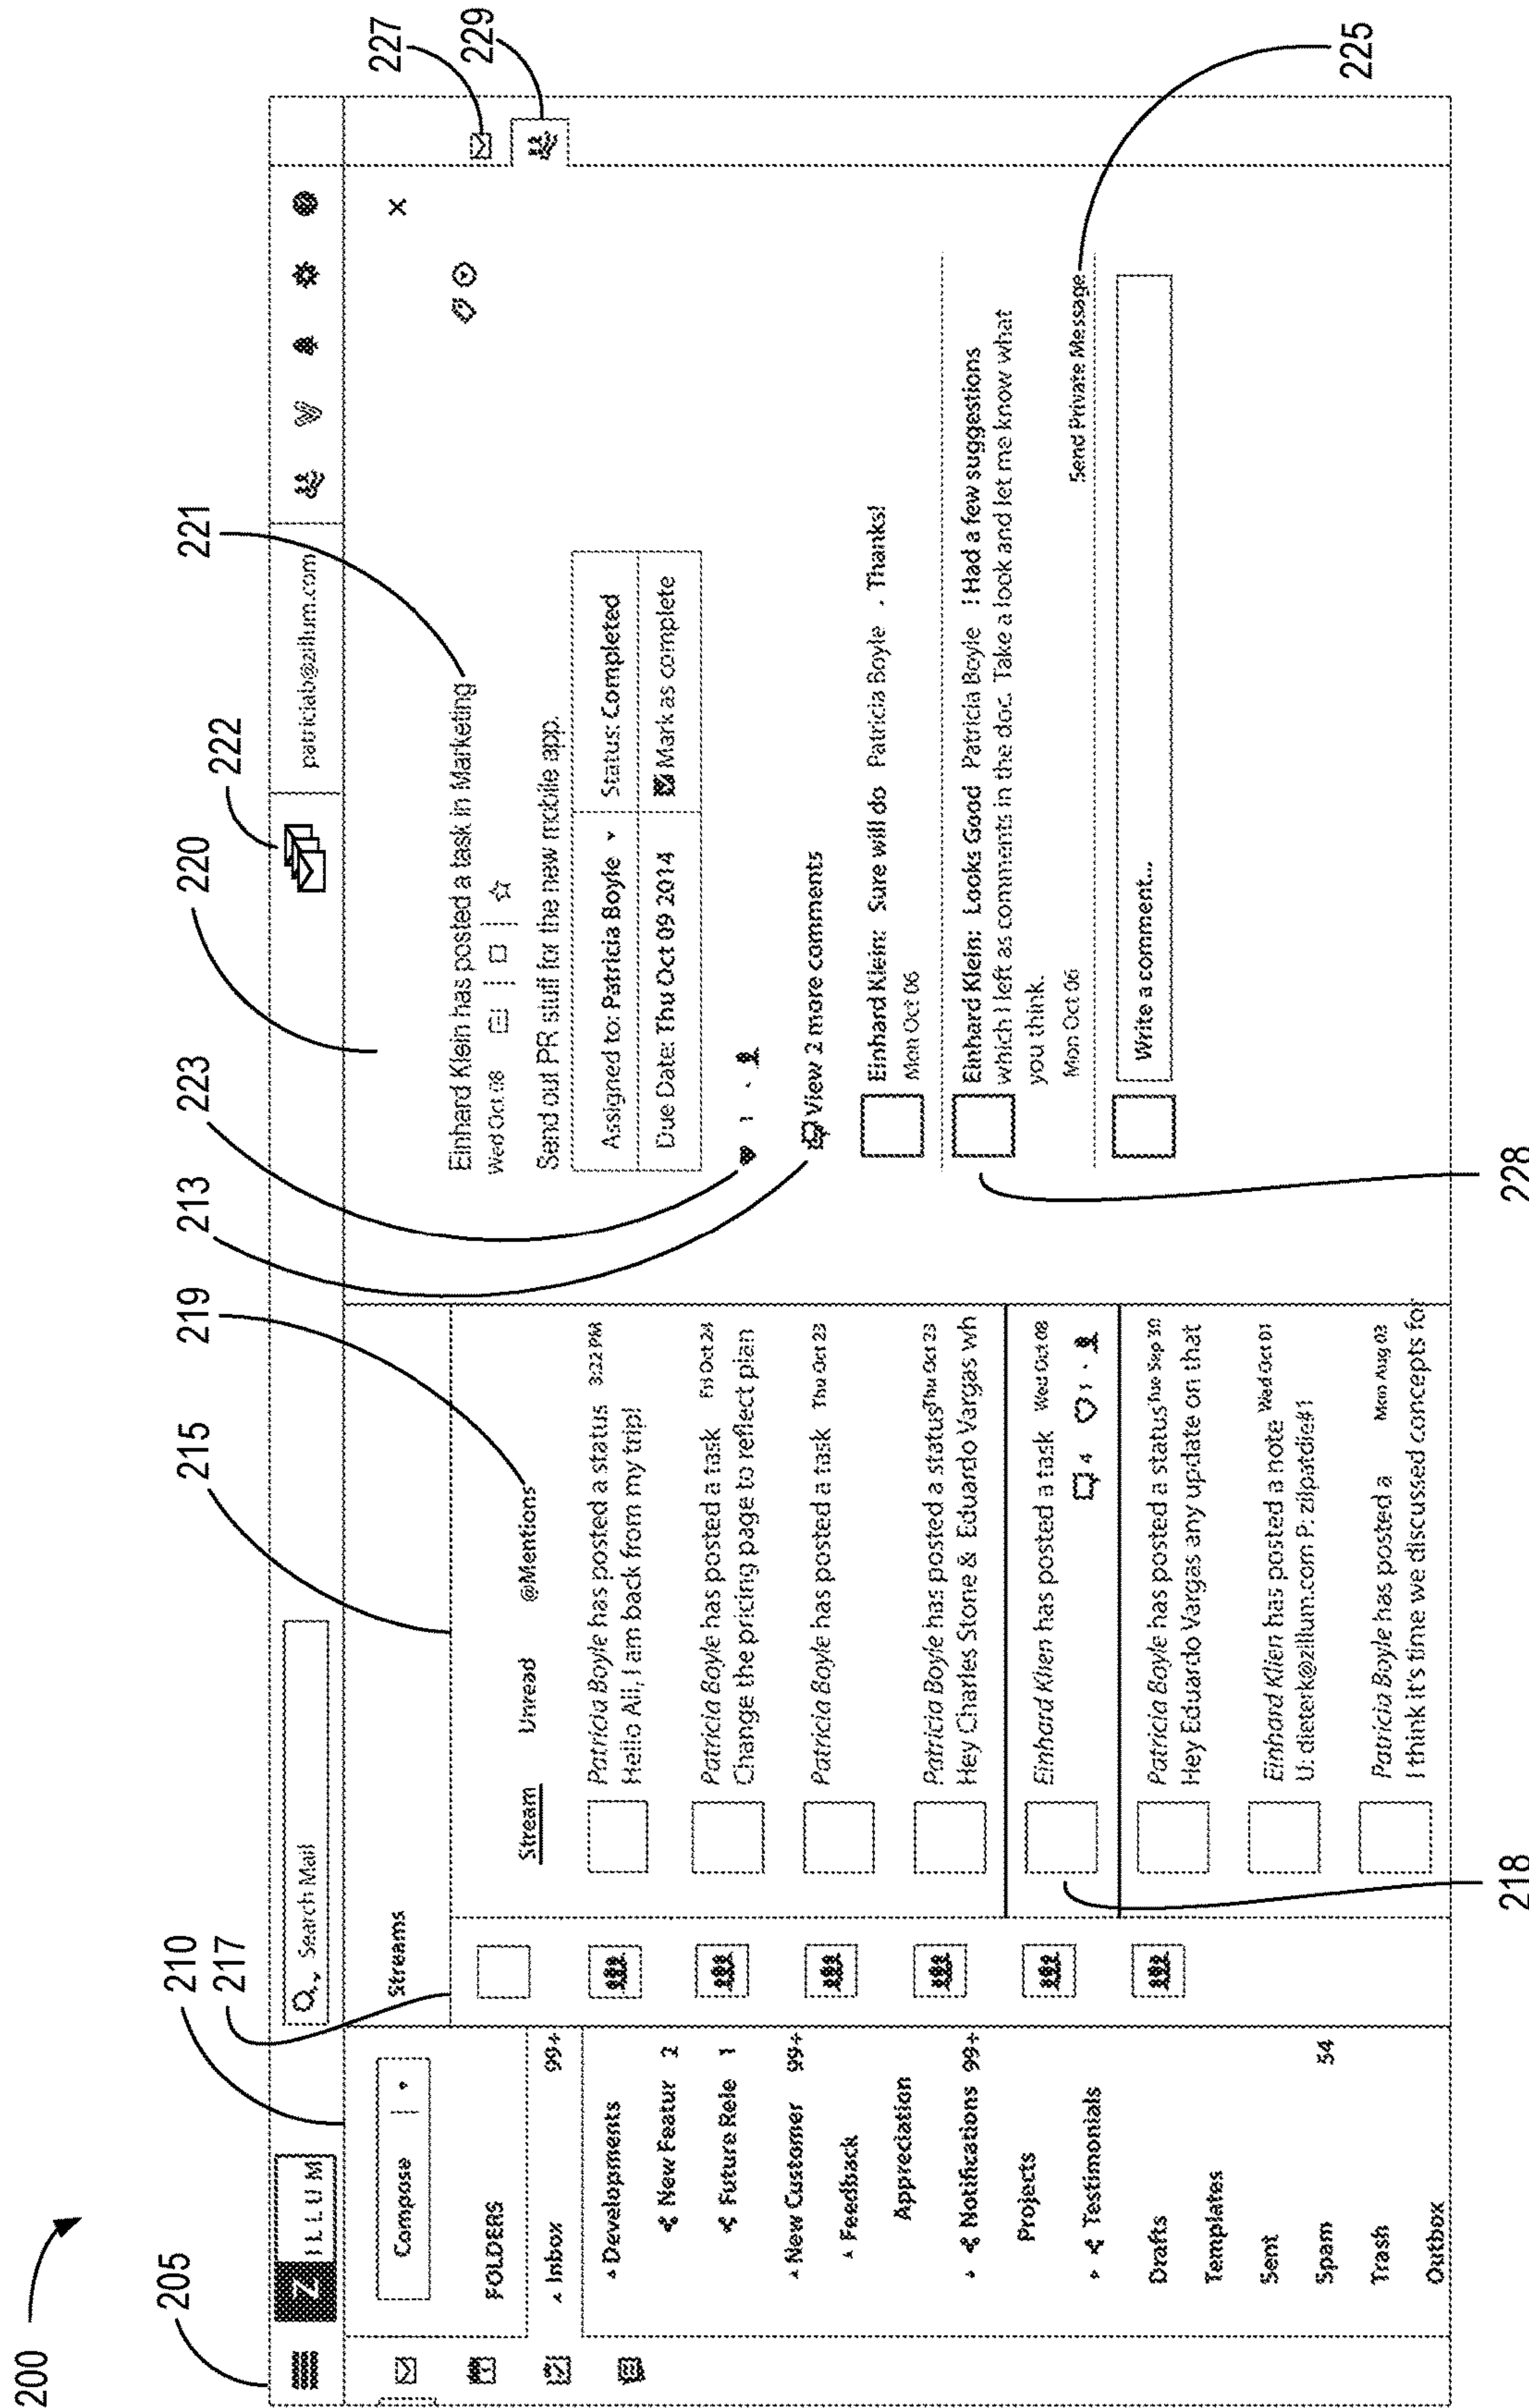 200
205
210
217
215
219
213
223
220
222
221
227
229
225
228
218
Z ILLUM
Search Mail
patriciab@zillum.com
Compose
FOLDERS
Inbox 99+
Developments
New Featur 2
Future Rele 1
New Customer 99+
Feedback
Appreciation
Notifications 99+
Projects
Testimonials
Drafts
Templates
Sent
Spam 54
Trash
Outbox
Streams
Stream Unread @Mentions
Patricia Boyle has posted a status 3:22 PM
Hello All, I am back from my trip!
Patricia Boyle has posted a task Fri Oct 24
Change the pricing page to reflect plan
Patricia Boyle has posted a task Thu Oct 23
Patricia Boyle has posted a status Thu Oct 23
Hey Charles Stone & Eduardo Vargas wh
Einhard Klien has posted a task Wed Oct 08
4 1
Patricia Boyle has posted a status Tue Sep 30
Hey Eduardo Vargas any update on that
Einhard Klien has posted a note Wed Oct 01
U: dieterk@zillum.com P: zilpatdie#1
Patricia Boyle has posted a Mon Aug 03
I think it's time we discussed concepts for
Einhard Klein has posted a task in Marketing
Wed Oct 08
Send out PR stuff for the new mobile app.
Assigned to: Patricia Boyle Status: Completed
Due Date: Thu Oct 09 2014 Mark as complete
1
View 2 more comments
Einhard Klein: Sure will do Patricia Boyle . Thanks!
Mon Oct 06
Einhard Klein: Looks Good Patricia Boyle ! Had a few suggestions
which I left as comments in the doc. Take a look and let me know what
you think.
Mon Oct 06
Send Private Message
Write a comment...